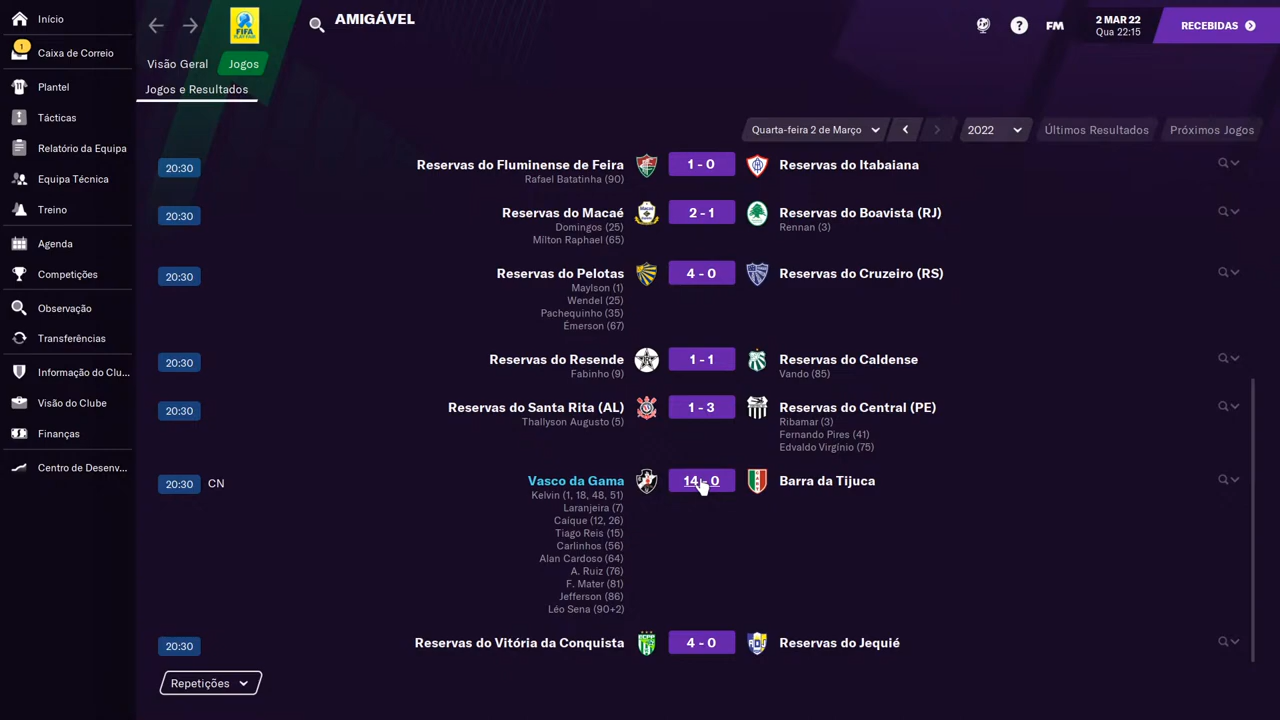 Início
1
Caixa de Correio
Plantel
Tácticas
Relatório da Equipa
Equipa Técnica
Treino
Agenda
Competições
Observação
Transferências
Informação do Clu...
Visão do Clube
Finanças
Centro de Desenv...
AMIGÁVEL
FM
2 MAR 22
Qua 22:15
RECEBIDAS
Visão Geral
Jogos
Jogos e Resultados
Quarta-feira 2 de Março
2022
Últimos Resultados
Próximos Jogos
20:30 Reservas do Fluminense de Feira 1 - 0 Reservas do Itabaiana
Rafael Batatinha (90)
20:30 Reservas do Macaé 2 - 1 Reservas do Boavista (RJ)
Domingos (25) Rennan (3)
Mílton Raphael (65)
20:30 Reservas do Pelotas 4 - 0 Reservas do Cruzeiro (RS)
Maylson (1)
Wendel (25)
Pachequinho (35)
Émerson (67)
20:30 Reservas do Resende 1 - 1 Reservas do Caldense
Fabinho (9) Vando (85)
20:30 Reservas do Santa Rita (AL) 1 - 3 Reservas do Central (PE)
Thallyson Augusto (5) Ribamar (3)
Fernando Pires (41)
Edvaldo Virgínio (75)
20:30 CN Vasco da Gama 14 - 0 Barra da Tijuca
Kelvin (1, 18, 48, 51)
Laranjeira (7)
Caíque (12, 26)
Tiago Reis (15)
Carlinhos (56)
Alan Cardoso (64)
A. Ruiz (76)
F. Mater (81)
Jefferson (86)
Léo Sena (90+2)
20:30 Reservas do Vitória da Conquista 4 - 0 Reservas do Jequié
Repetições